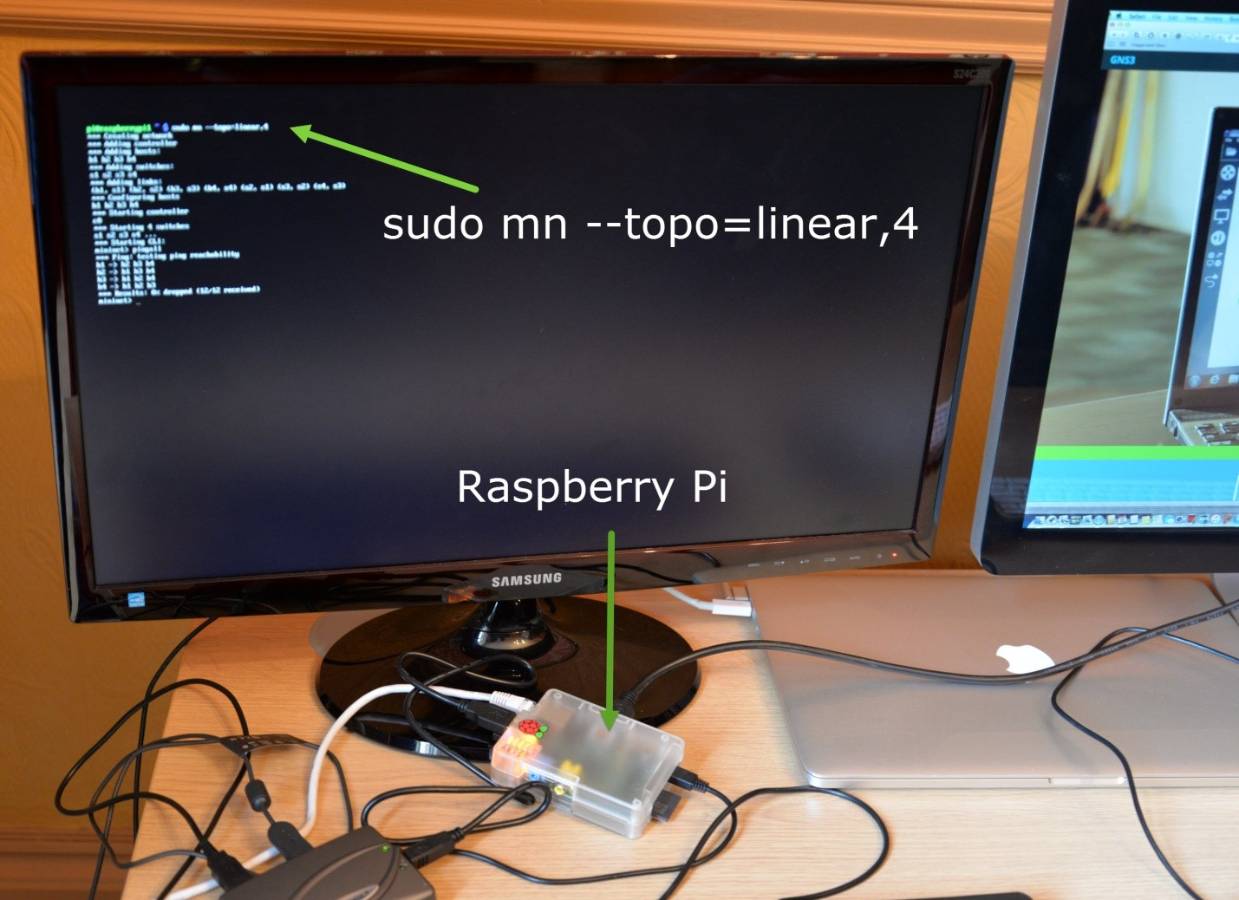 S24C
pi@raspberrypi ~ $ sudo mn --topo=linear,4
*** Creating network
*** Adding controller
*** Adding hosts:
h1 h2 h3 h4
*** Adding switches:
s1 s2 s3 s4
*** Adding links:
(h1, s1) (h2, s2) (h3, s3) (h4, s4) (s2, s1) (s3, s2) (s4, s3)
*** Configuring hosts
h1 h2 h3 h4
*** Starting controller
c0
*** Starting 4 switches
s1 s2 s3 s4 ...
*** Starting CLI:
mininet> pingall
*** Ping: testing ping reachability
h1 -> h2 h3 h4
h2 -> h1 h3 h4
h3 -> h1 h2 h4
h4 -> h1 h2 h3
*** Results: 0% dropped (12/12 received)
mininet> _
sudo mn --topo=linear,4
Raspberry Pi
SAMSUNG
GNS3